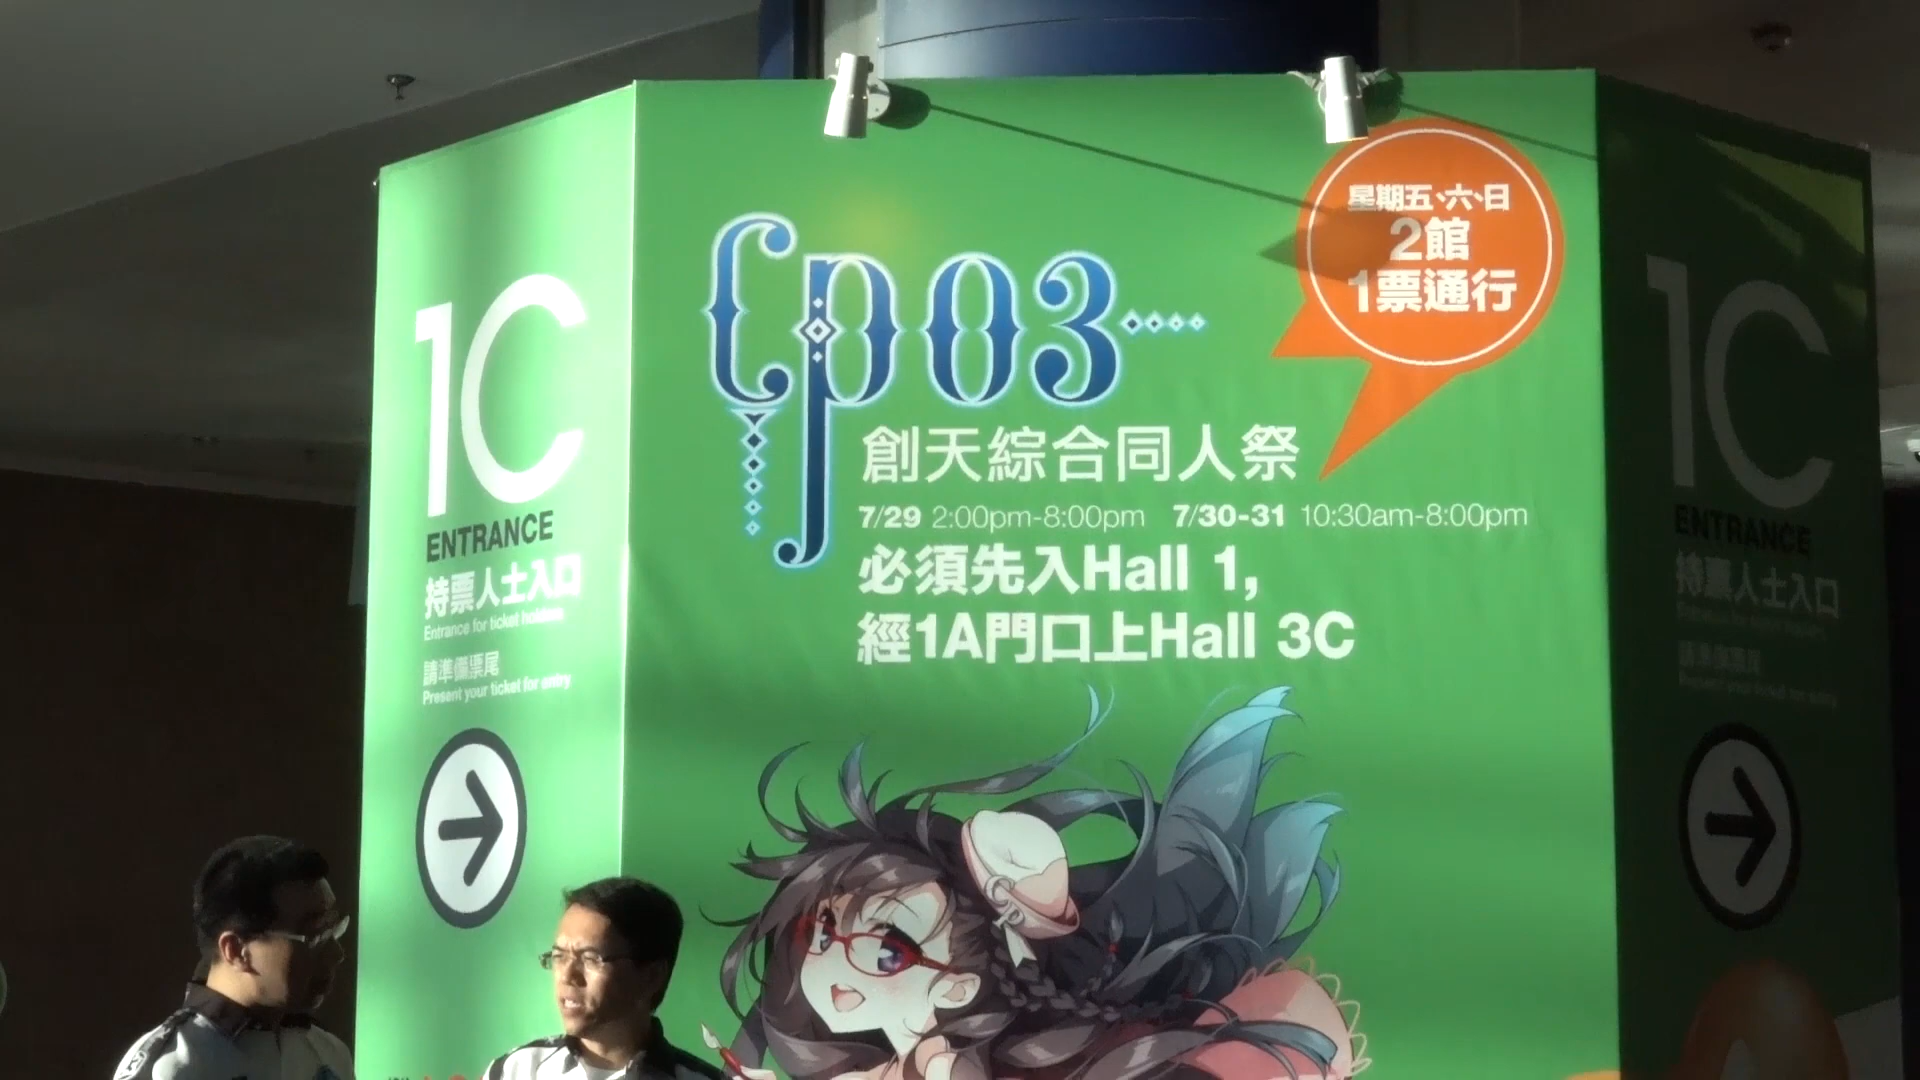 1C
ENTRANCE
持票人士入口
Entrance for ticket holders
請準備票尾
Present your ticket for entry
Cp03
創天綜合同人祭
7/29 2:00pm-8:00pm 7/30-31 10:30am-8:00pm
必須先入Hall 1,
經1A門口上Hall 3C
星期五、六、日
2館
1票通行
1C
ENTRANCE
持票人士入口